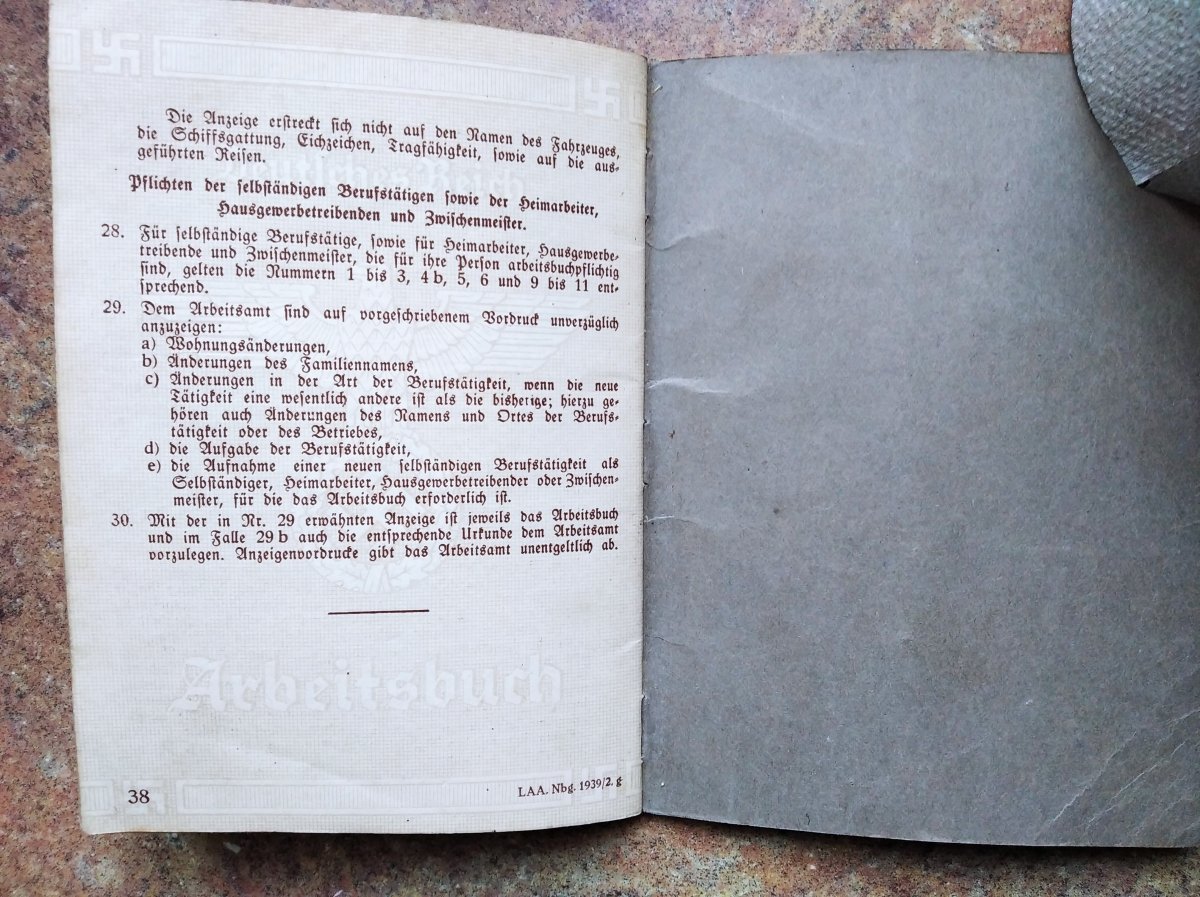 Die Anzeige erstreckt sich nicht auf den Namen des Fahrzeuges,
die Schiffsgattung, Eichzeichen, Tragfähigkeit, sowie auf die aus-
geführten Reisen.
Deutsches Reich
Pflichten der selbständigen Berufstätigen sowie der Heimarbeiter,
Hausgewerbetreibenden und Zwischenmeister.
28. Für selbständige Berufstätige, sowie für Heimarbeiter, Hausgewerbe-
treibende und Zwischenmeister, die für ihre Person arbeitsbuchpflichtig
sind, gelten die Nummern 1 bis 3, 4 b, 5, 6 und 9 bis 11 ent-
sprechend.
29. Dem Arbeitsamt sind auf vorgeschriebenem Vordruck unverzüglich
anzuzeigen:
a) Wohnungsänderungen,
b) Änderungen des Familiennamens,
c) Änderungen in der Art der Berufstätigkeit, wenn die neue
Tätigkeit eine wesentlich andere ist als die bisherige; hierzu ge-
hören auch Änderungen des Namens und Ortes der Berufs-
tätigkeit oder des Betriebes,
d) die Aufgabe der Berufstätigkeit,
e) die Aufnahme einer neuen selbständigen Berufstätigkeit als
Selbständiger, Heimarbeiter, Hausgewerbetreibender oder Zwischen-
meister, für die das Arbeitsbuch erforderlich ist.
30. Mit der in Nr. 29 erwähnten Anzeige ist jeweils das Arbeitsbuch
und im Falle 29 b auch die entsprechende Urkunde dem Arbeitsamt
vorzulegen. Anzeigenvordrucke gibt das Arbeitsamt unentgeltlich ab.
Arbeitsbuch
38
LAA. Nbg. 1939/2. g